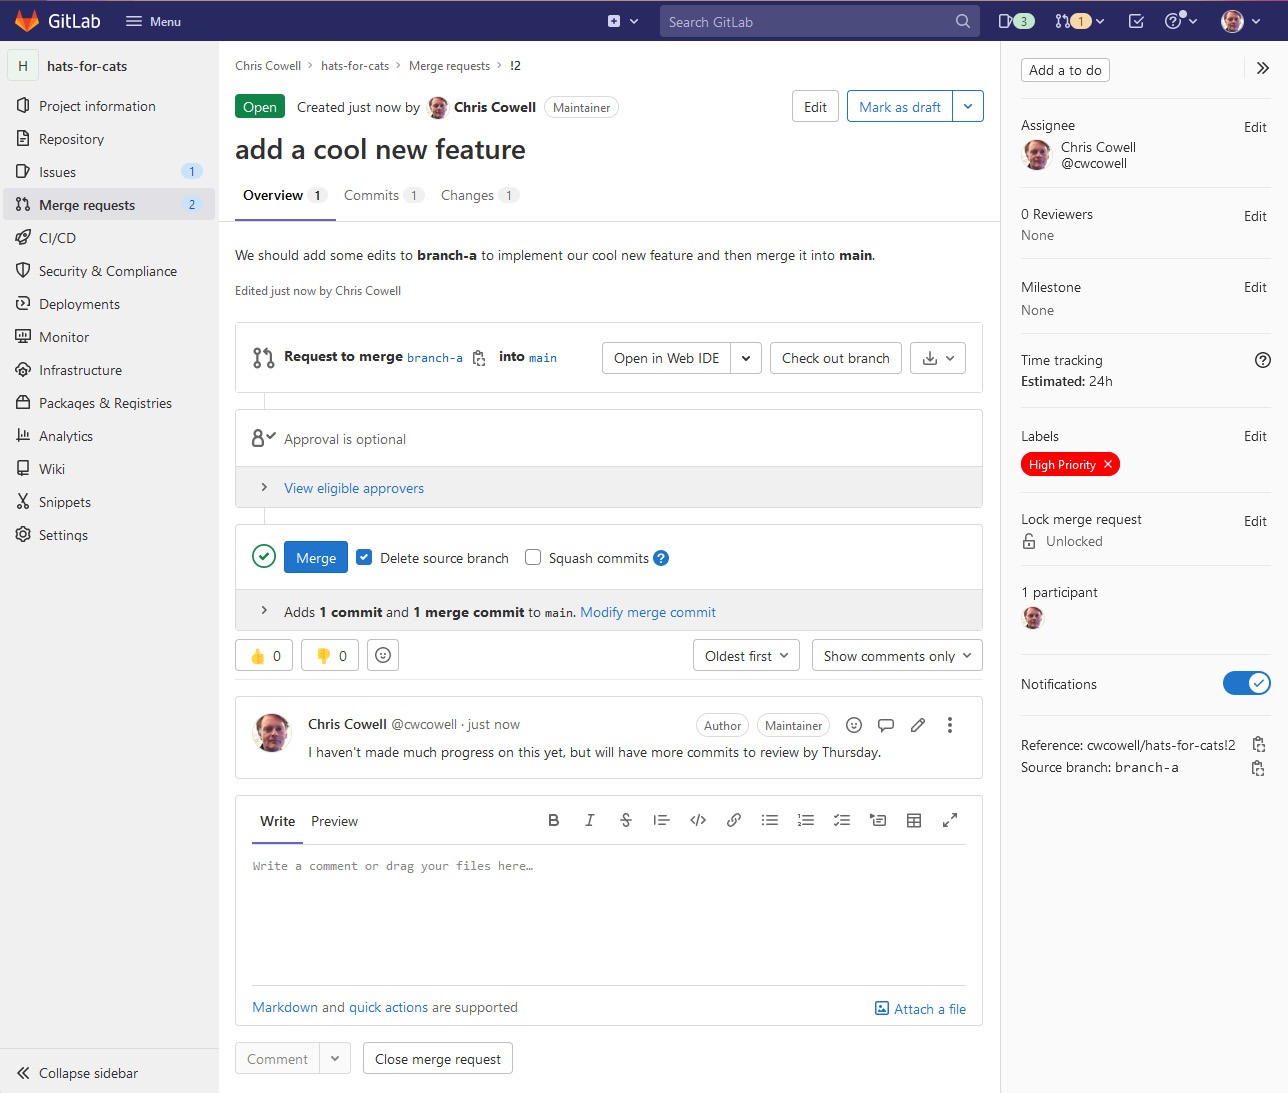 GitLab Menu Search GitLab 3 1
H hats-for-cats
Project information
Repository
Issues 1
Merge requests 2
CI/CD
Security & Compliance
Deployments
Monitor
Infrastructure
Packages & Registries
Analytics
Wiki
Snippets
Settings
Collapse sidebar
Chris Cowell › hats-for-cats › Merge requests › !2
Open Created just now by Chris Cowell Maintainer Edit Mark as draft
add a cool new feature
Overview 1 Commits 1 Changes 1
We should add some edits to branch-a to implement our cool new feature and then merge it into main.
Edited just now by Chris Cowell
Request to merge branch-a into main Open in Web IDE Check out branch
Approval is optional
View eligible approvers
Merge Delete source branch Squash commits ?
Adds 1 commit and 1 merge commit to main. Modify merge commit
👍 0 👎 0 Oldest first Show comments only
Chris Cowell @cwcowell · just now Author Maintainer
I haven't made much progress on this yet, but will have more commits to review by Thursday.
Write Preview B I S
Write a comment or drag your files here…
Markdown and quick actions are supported Attach a file
Comment Close merge request
Add a to do
Assignee Edit
Chris Cowell
@cwcowell
0 Reviewers Edit
None
Milestone Edit
None
Time tracking ?
Estimated: 24h
Labels Edit
High Priority ×
Lock merge request Edit
Unlocked
1 participant
Notifications
Reference: cwcowell/hats-for-cats!2
Source branch: branch-a